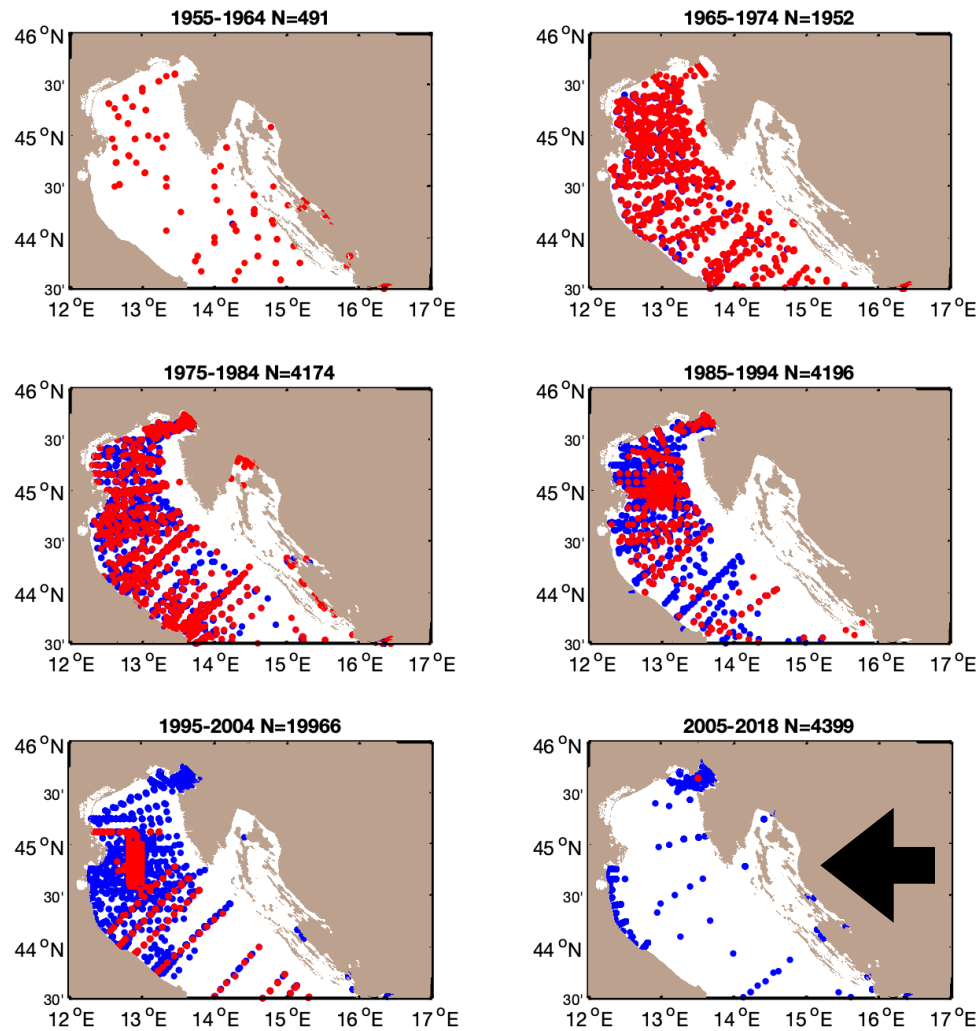 1955-1964 N=491
46 °N
30'
45 °N
30'
44 °N
30'
12 °E 13 °E 14 °E 15 °E 16 °E 17 °E
1965-1974 N=1952
46 °N
30'
45 °N
30'
44 °N
30'
12 °E 13 °E 14 °E 15 °E 16 °E 17 °E
1975-1984 N=4174
46 °N
30'
45 °N
30'
44 °N
30'
12 °E 13 °E 14 °E 15 °E 16 °E 17 °E
1985-1994 N=4196
46 °N
30'
45 °N
30'
44 °N
30'
12 °E 13 °E 14 °E 15 °E 16 °E 17 °E
1995-2004 N=19966
46 °N
30'
45 °N
30'
44 °N
30'
12 °E 13 °E 14 °E 15 °E 16 °E 17 °E
2005-2018 N=4399
46 °N
30'
45 °N
30'
44 °N
30'
12 °E 13 °E 14 °E 15 °E 16 °E 17 °E